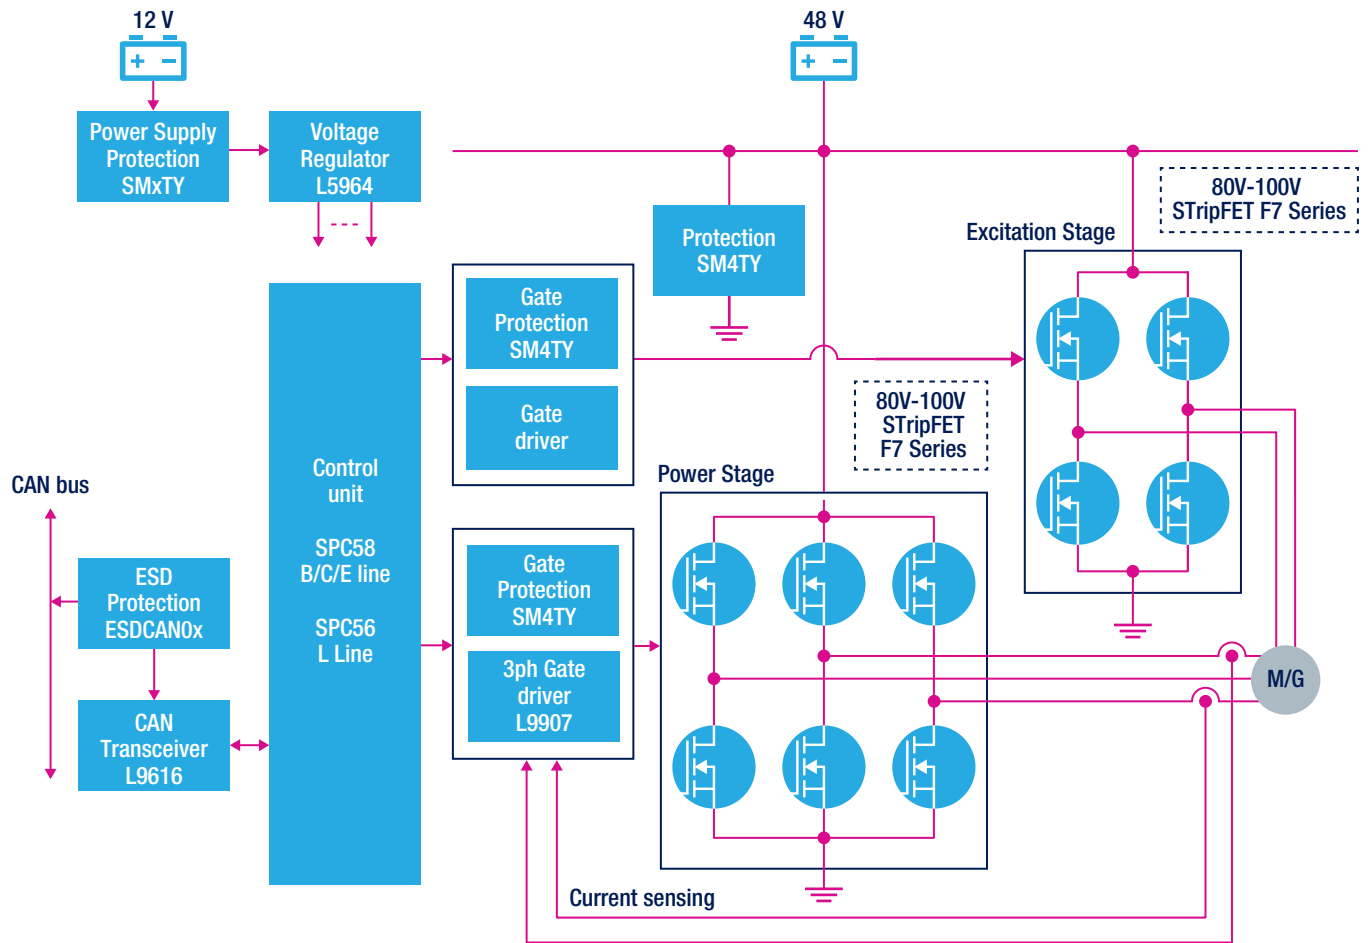 12 V
48 V
Power Supply
Protection
SMxTY
Voltage
Regulator
L5964
80V-100V
STripFET F7 Series
Protection
SM4TY
Excitation Stage
Gate
Protection
SM4TY
Gate
driver
80V-100V
STripFET
F7 Series
Control
unit
SPC58
B/C/E line
SPC56
L Line
CAN bus
Power Stage
ESD
Protection
ESDCAN0x
Gate
Protection
SM4TY
3ph Gate
driver
L9907
M/G
CAN
Transceiver
L9616
Current sensing